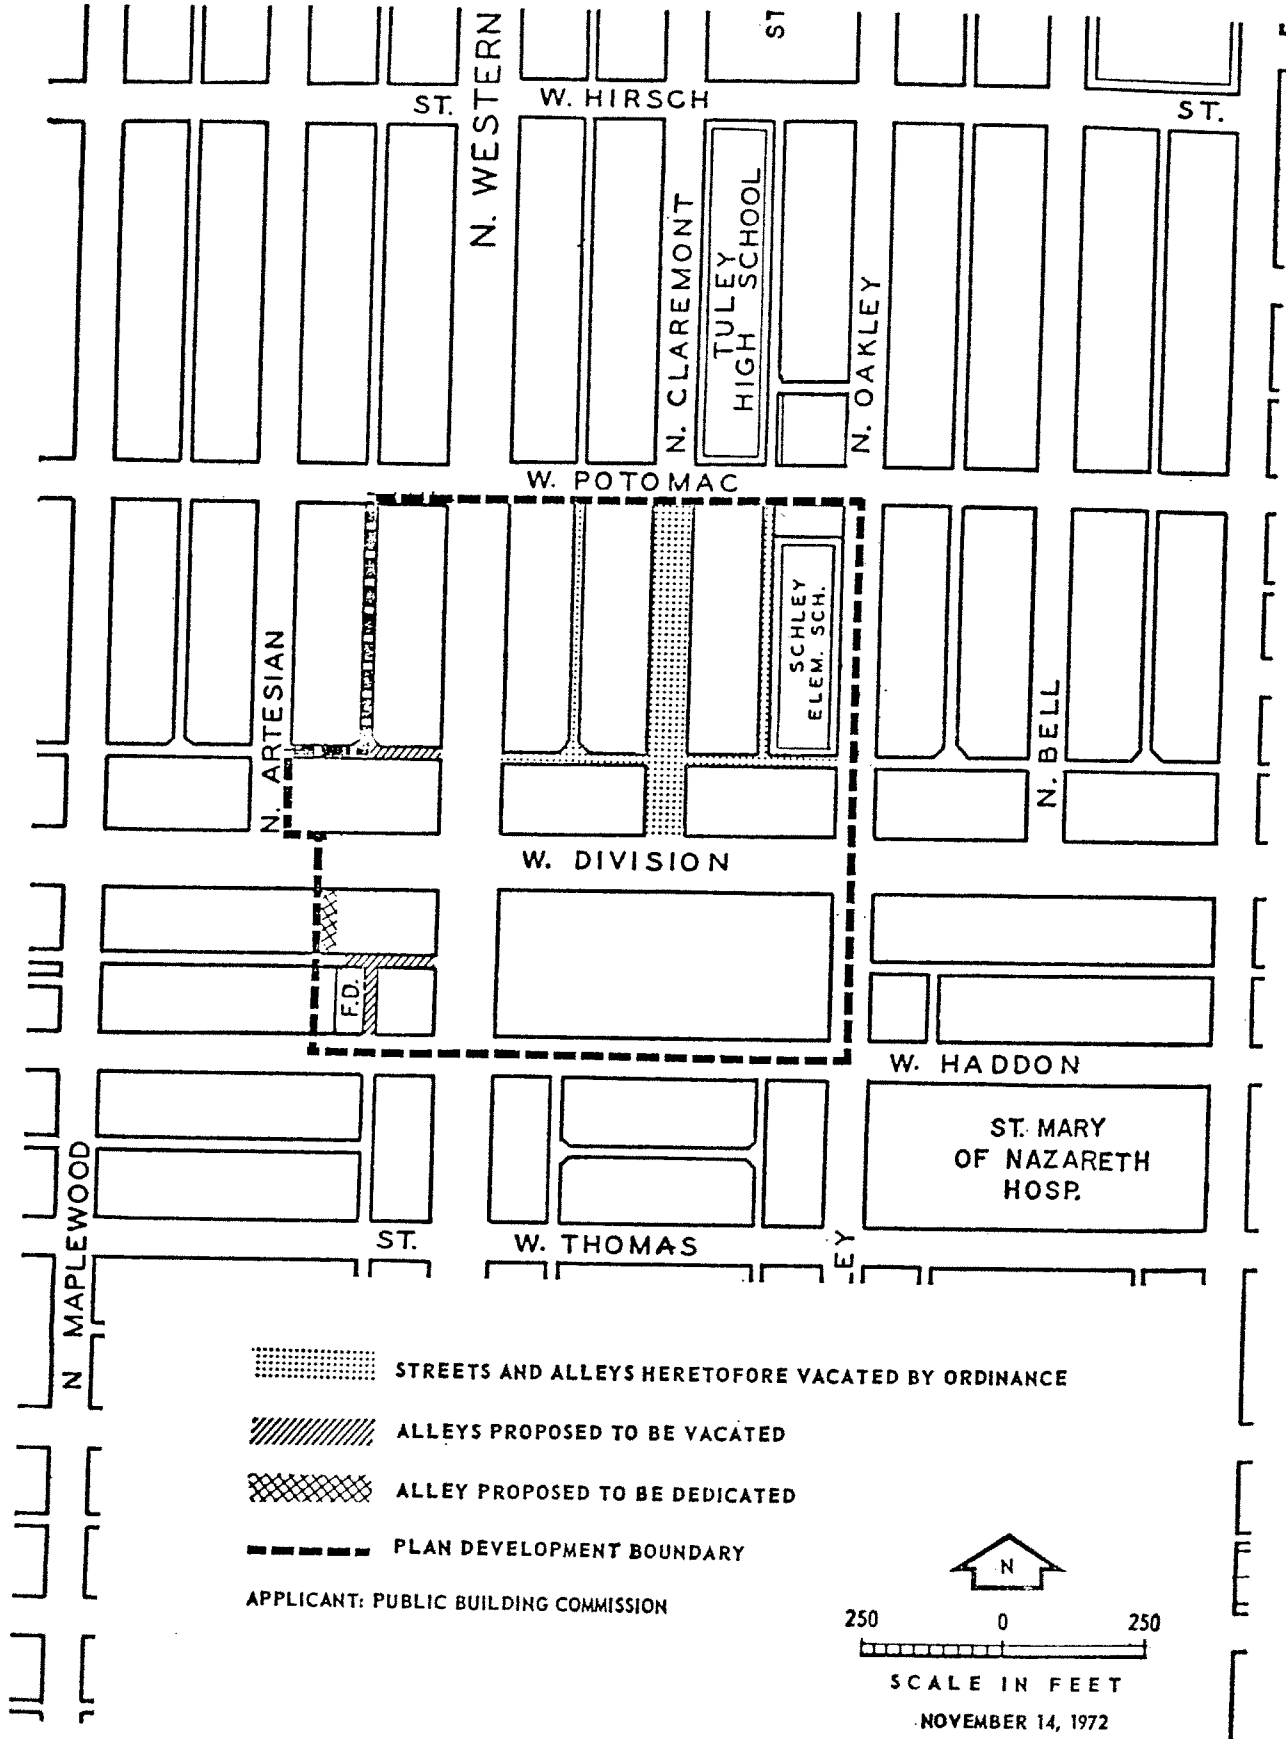 ST
N. WESTERN
ST.
W. HIRSCH
ST.
N. CLAREMONT
TULEY
HIGH SCHOOL
N. OAKLEY
W. POTOMAC
N. ARTESIAN
SCHLEY
ELEM. SCH.
N. BELL
W. DIVISION
F.D.
W. HADDON
ST. MARY
OF NAZARETH
HOSP.
N MAPLEWOOD
ST.
W. THOMAS
EY
STREETS AND ALLEYS HERETOFORE VACATED BY ORDINANCE
ALLEYS PROPOSED TO BE VACATED
ALLEY PROPOSED TO BE DEDICATED
PLAN DEVELOPMENT BOUNDARY
APPLICANT: PUBLIC BUILDING COMMISSION
N
250 0 250
SCALE IN FEET
NOVEMBER 14, 1972